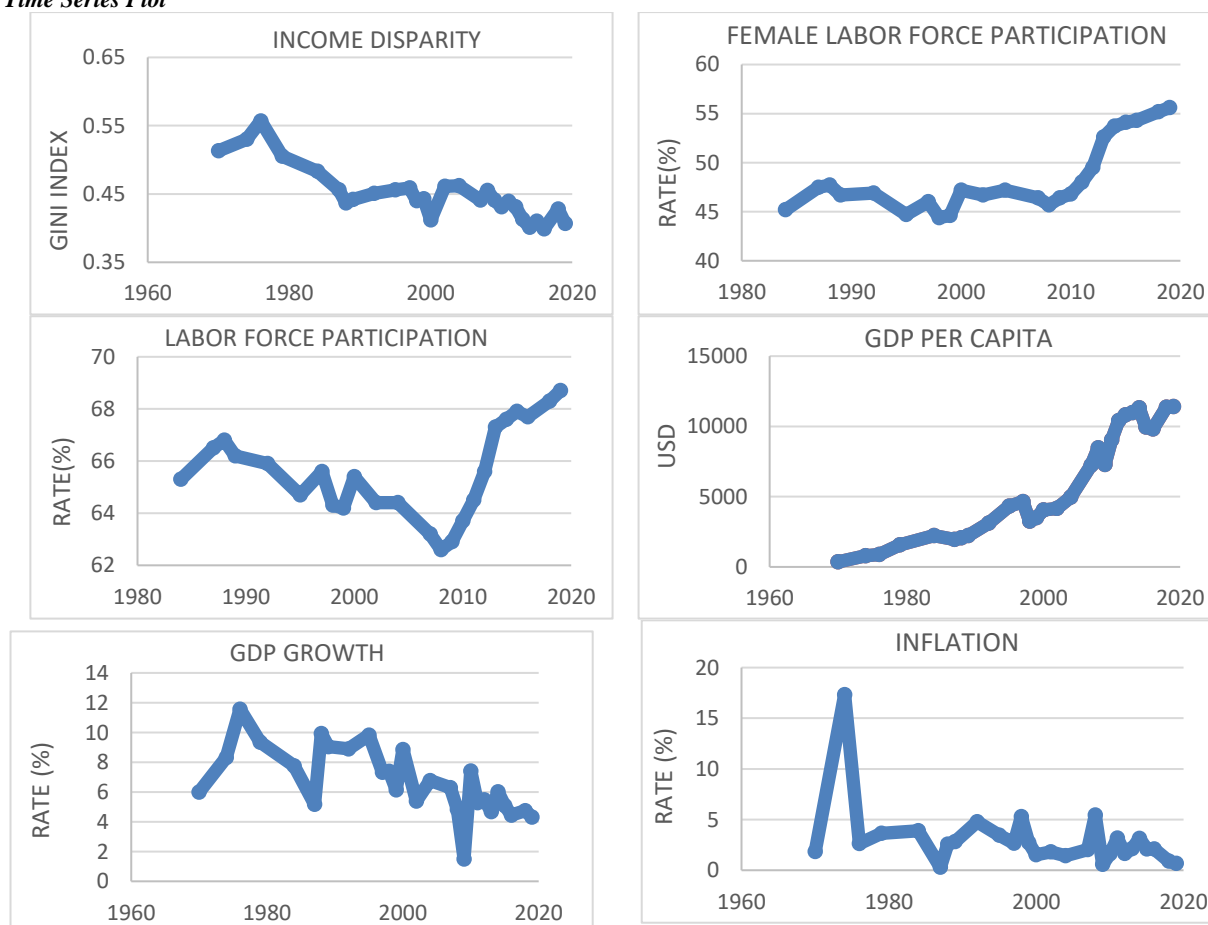 Time Series Plot
INCOME DISPARITY
GINI INDEX
0.65
0.55
0.45
0.35
1960 1980 2000 2020
FEMALE LABOR FORCE PARTICIPATION
RATE(%)
60
55
50
45
40
1980 1990 2000 2010 2020
LABOR FORCE PARTICIPATION
RATE(%)
70
68
66
64
62
1980 1990 2000 2010 2020
GDP PER CAPITA
USD
15000
10000
5000
0
1960 1980 2000 2020
GDP GROWTH
RATE (%)
14
12
10
8
6
4
2
0
1960 1980 2000 2020
INFLATION
RATE (%)
20
15
10
5
0
1960 1980 2000 2020